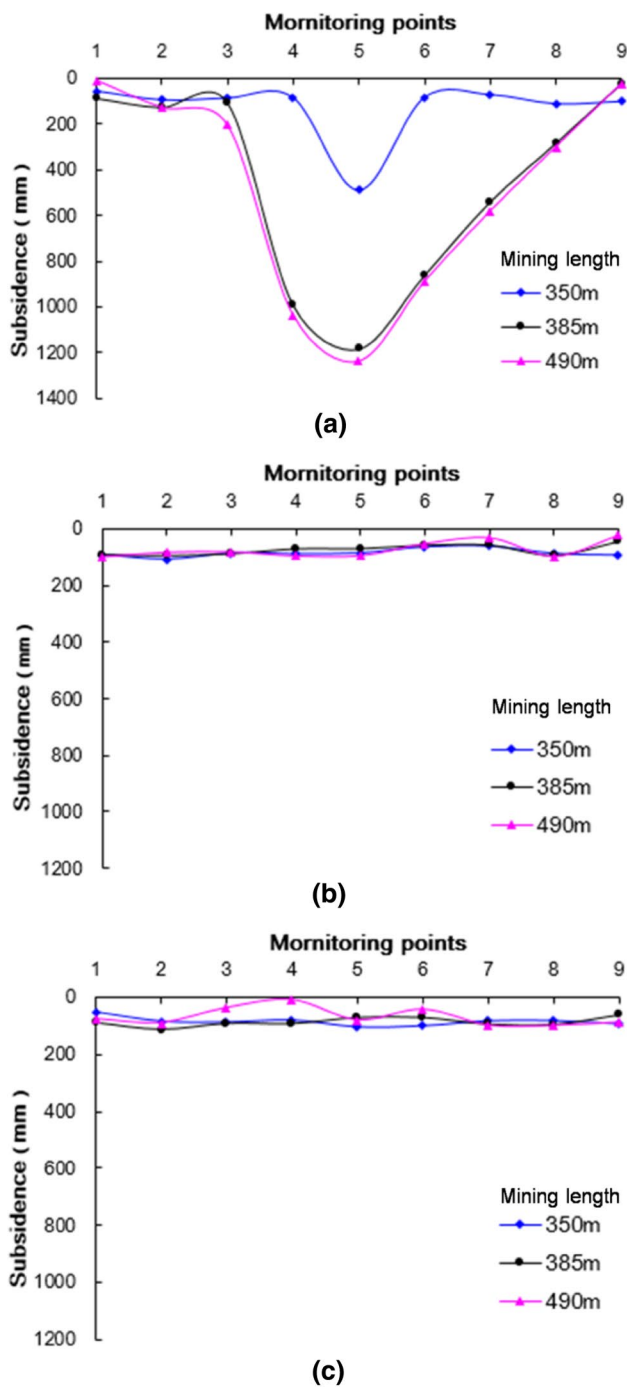 Mornitoring points
1 2 3 4 5 6 7 8 9
0
200
400
600
800
1000
1200
1400
Subsidence ( mm )
Mining length
350m
385m
490m
(a)
Mornitoring points
1 2 3 4 5 6 7 8 9
0
200
400
600
800
1000
1200
Subsidence ( mm )
Mining length
350m
385m
490m
(b)
Mornitoring points
1 2 3 4 5 6 7 8 9
0
200
400
600
800
1000
1200
Subsidence ( mm )
Mining length
350m
385m
490m
(c)